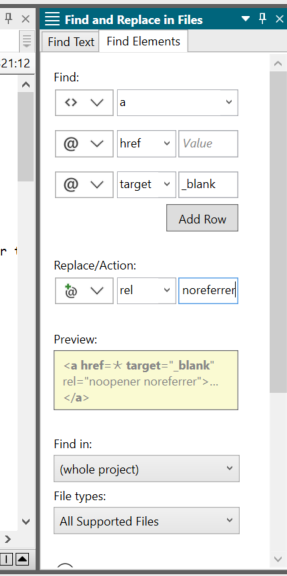 Find and Replace in Files
Find Text Find Elements
21:12
Find:
<> a
@ href Value
@ target _blank
Add Row
r t
Replace/Action:
@ rel noreferrer
Preview:
<a href=* target="_blank"
rel="noopener noreferrer">...
</a>
Find in:
(whole project)
File types:
All Supported Files